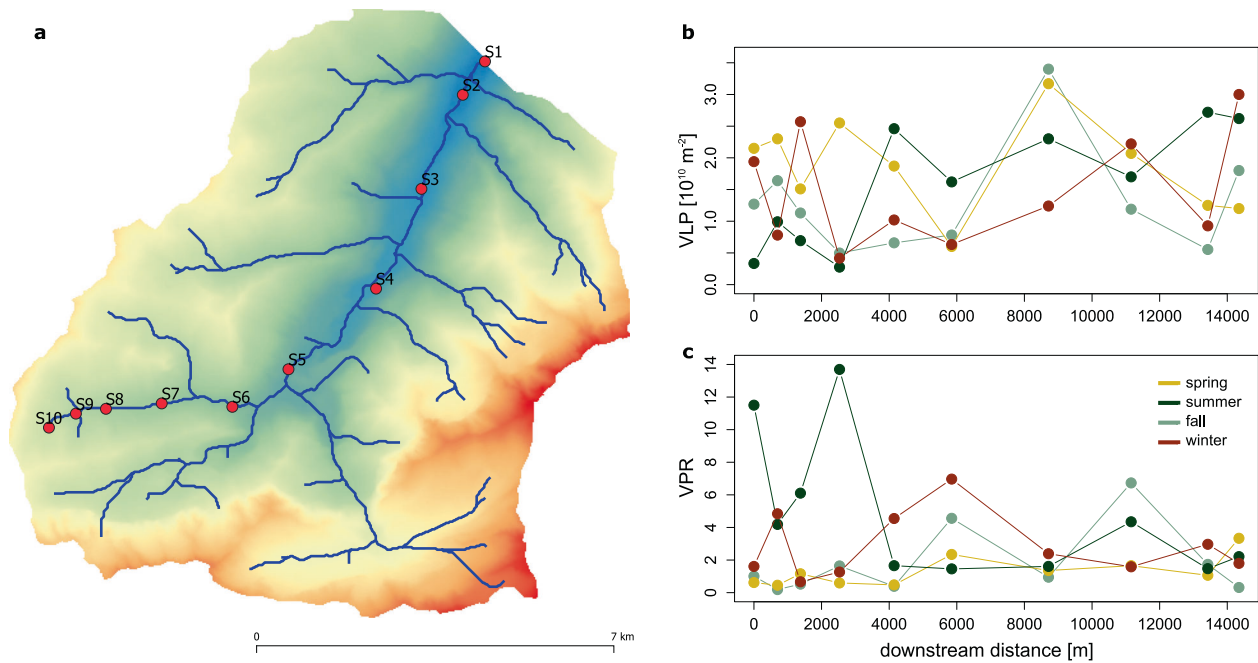 a
S1
S2
S3
S4
S5
S6
S7
S8
S9
S10
0 7 km
b
VLP [10¹⁰ m⁻²]
3.0
2.0
1.0
0.0
0 2000 4000 6000 8000 10000 12000 14000
c
VPR
14
12
10
8
6
4
2
0
spring
summer
fall
winter
0 2000 4000 6000 8000 10000 12000 14000
downstream distance [m]